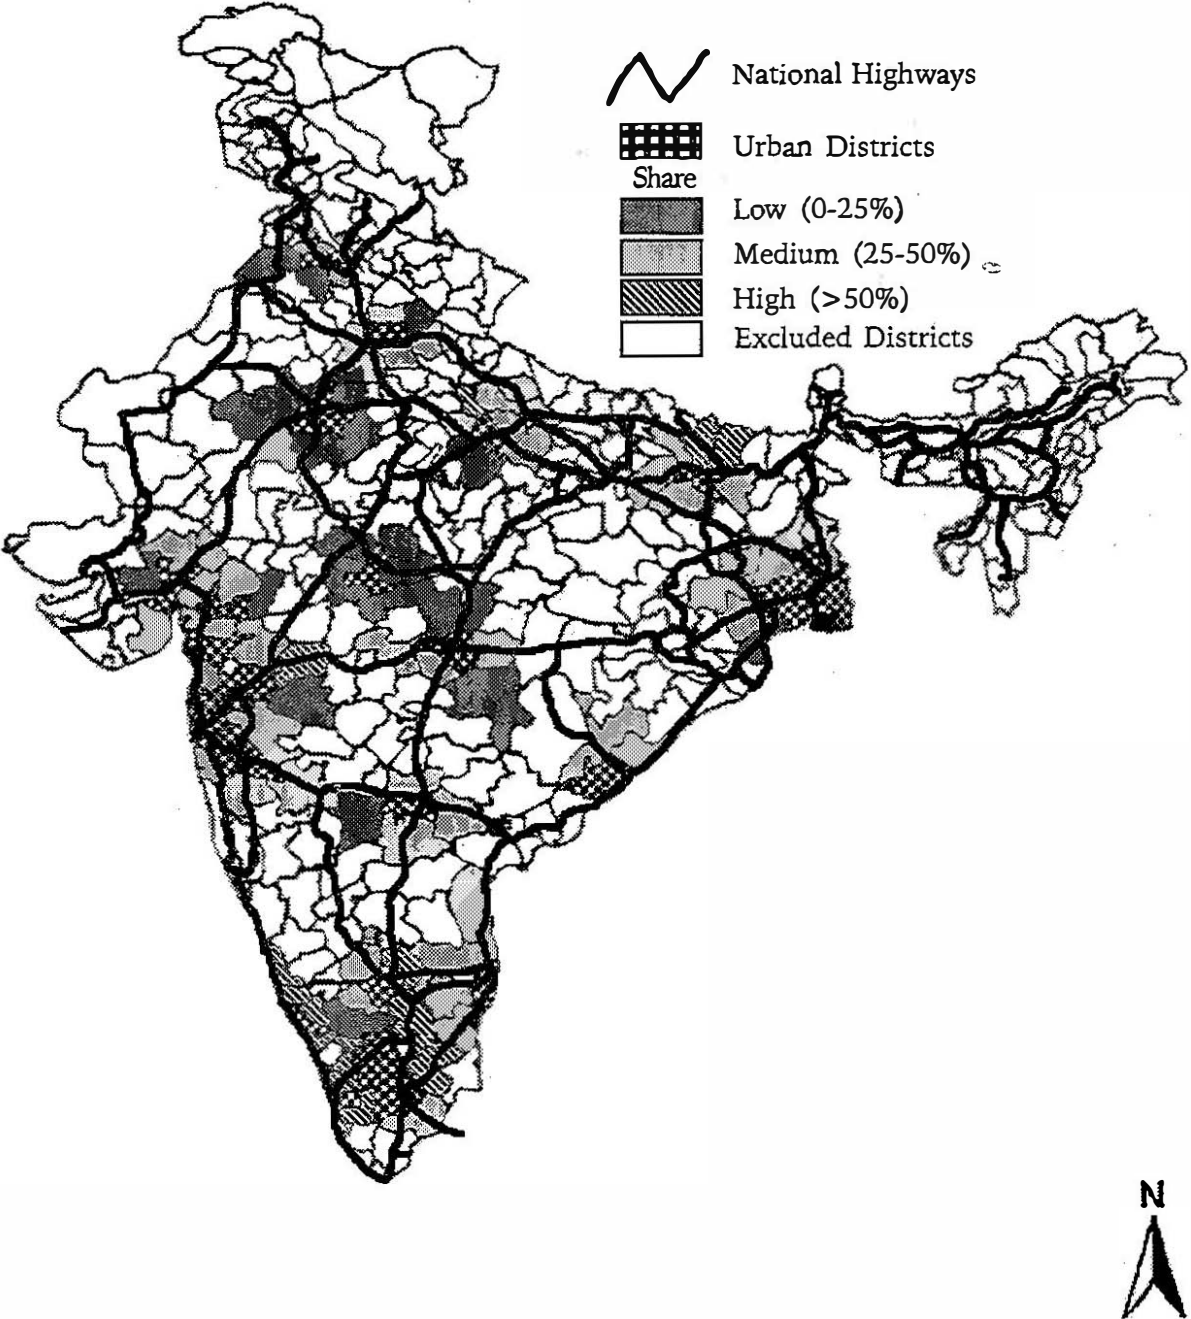 National Highways
Urban Districts
Share
Low (0-25%)
Medium (25-50%)
High (>50%)
Excluded Districts
N